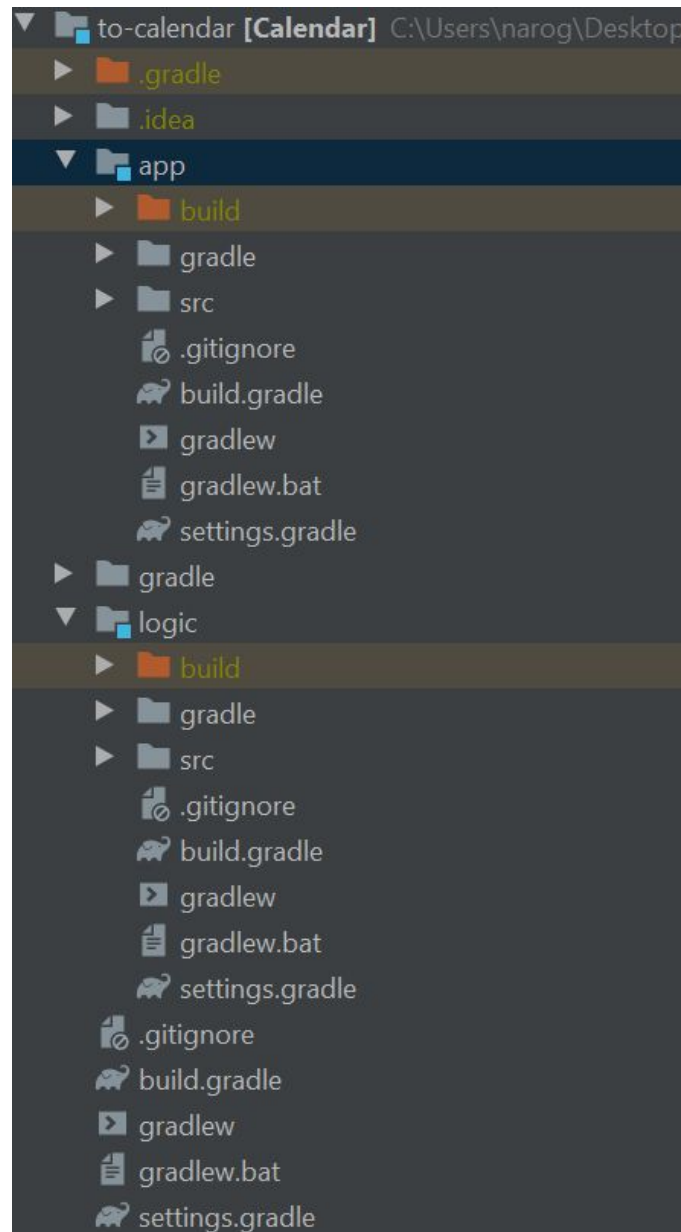 to-calendar [Calendar] C:\Users\narog\Desktop
.gradle
.idea
app
build
gradle
src
.gitignore
build.gradle
gradlew
gradlew.bat
settings.gradle
gradle
logic
build
gradle
src
.gitignore
build.gradle
gradlew
gradlew.bat
settings.gradle
.gitignore
build.gradle
gradlew
gradlew.bat
settings.gradle